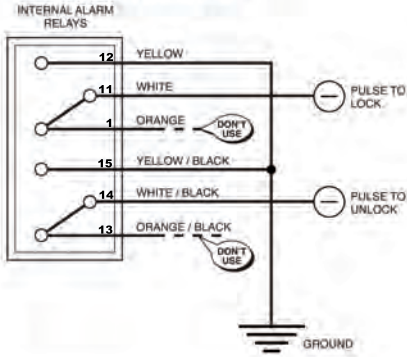 INTERNAL ALARM
RELAYS
12 YELLOW
11 WHITE
PULSE TO
LOCK
1 ORANGE
DON'T
USE
15 YELLOW / BLACK
14 WHITE / BLACK
PULSE TO
UNLOCK
13 ORANGE / BLACK
DON'T
USE
GROUND